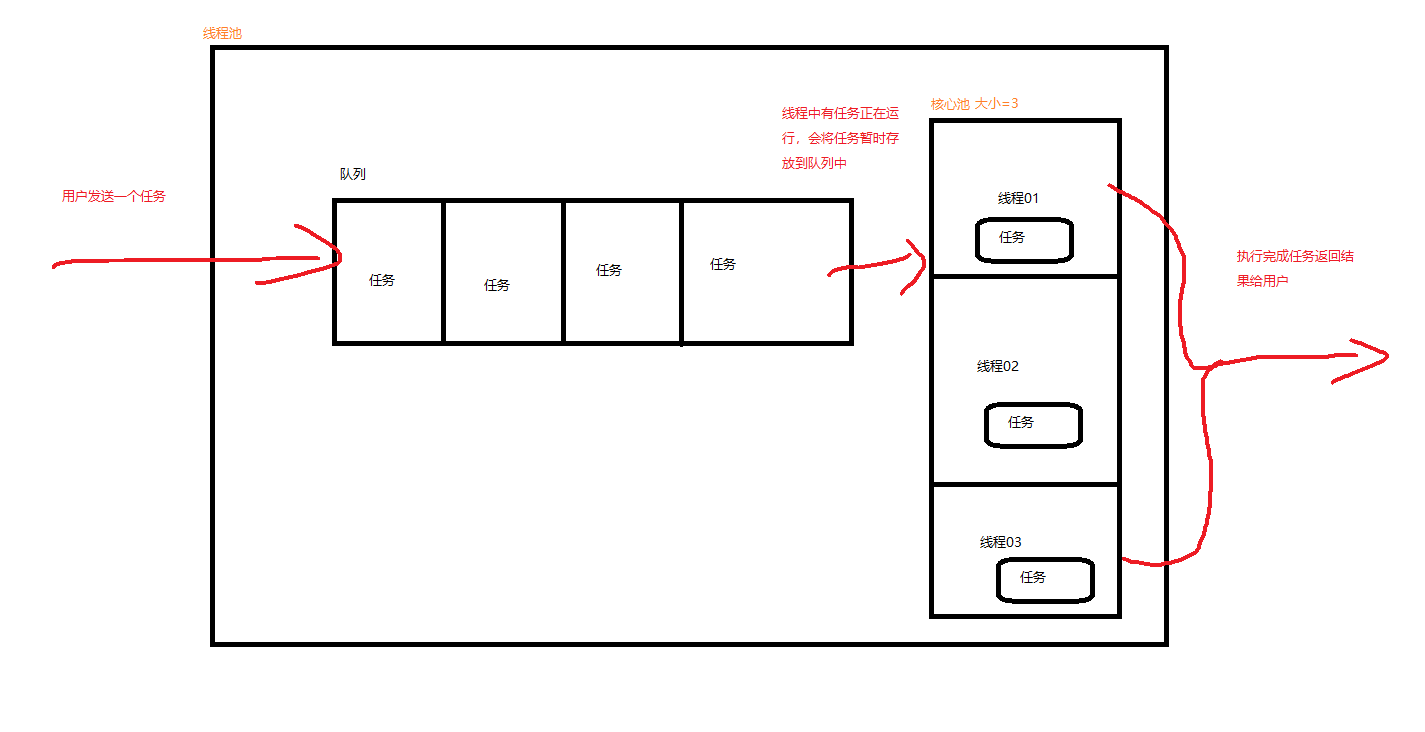 线程池
核心池 大小=3
线程中有任务正在运
行，会将任务暂时存
放到队列中
队列
用户发送一个任务
线程01
任务
执行完成任务返回结
果给用户
任务
任务
任务
任务
线程02
任务
线程03
任务